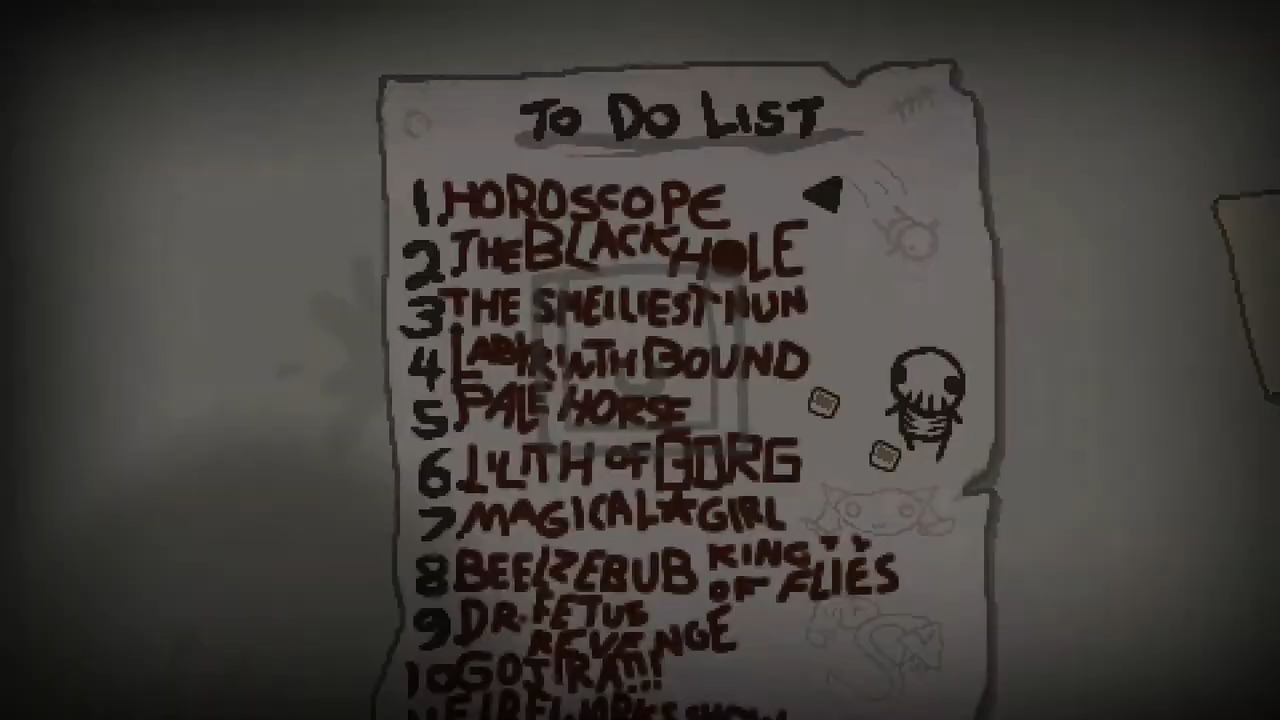 TO DO LIST
1. HOROSCOPE
2 THE BLACK HOLE
3 THE SMELLIEST NUN
4 LABYRINTH BOUND
5 PALE HORSE
6 LILITH OF GORG
7 MAGICAL★GIRL
8 BEELZEBUB KING OF FLIES
9 DR. FETUS REVENGE
10 GOJIRA!!!